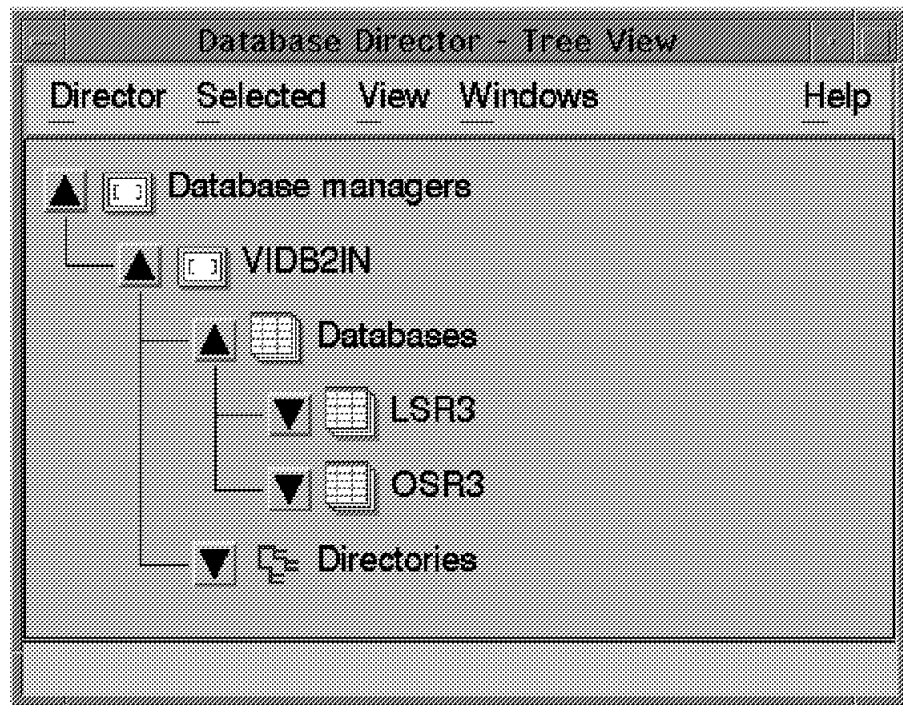 Database Director - Tree View
Director Selected View Windows Help
Database managers
VIDB2IN
Databases
LSR3
OSR3
Directories